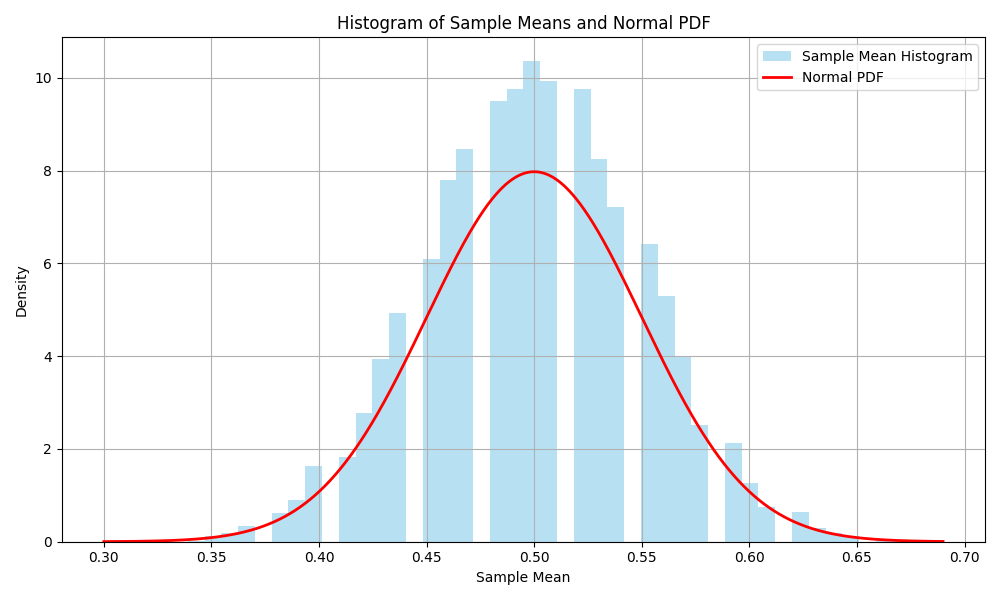 Histogram of Sample Means and Normal PDF
Sample Mean Histogram
Normal PDF
Density
10
8
6
4
2
0
0.30 0.35 0.40 0.45 0.50 0.55 0.60 0.65 0.70
Sample Mean